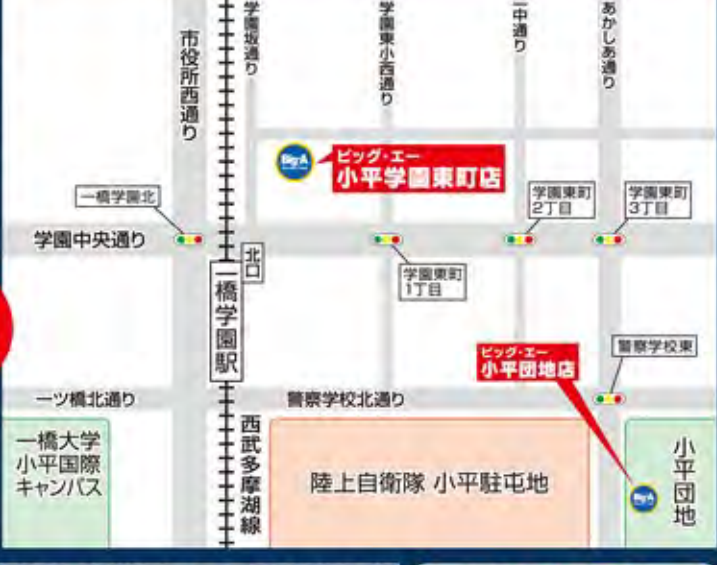 市役所西通り
学園坂通り
学園東小西通り
一中通り
あかしあ通り
Big-A
ビッグ・エー
小平学園東町店
一橋学園北
学園東町
2丁目
学園東町
3丁目
学園中央通り
北口
学園東町
1丁目
一橋学園駅
ビッグ・エー
小平団地店
警察学校東
一ツ橋北通り
警察学校北通り
一橋大学
小平国際
キャンパス
西武多摩湖線
陸上自衛隊 小平駐屯地
小平団地
Big-A